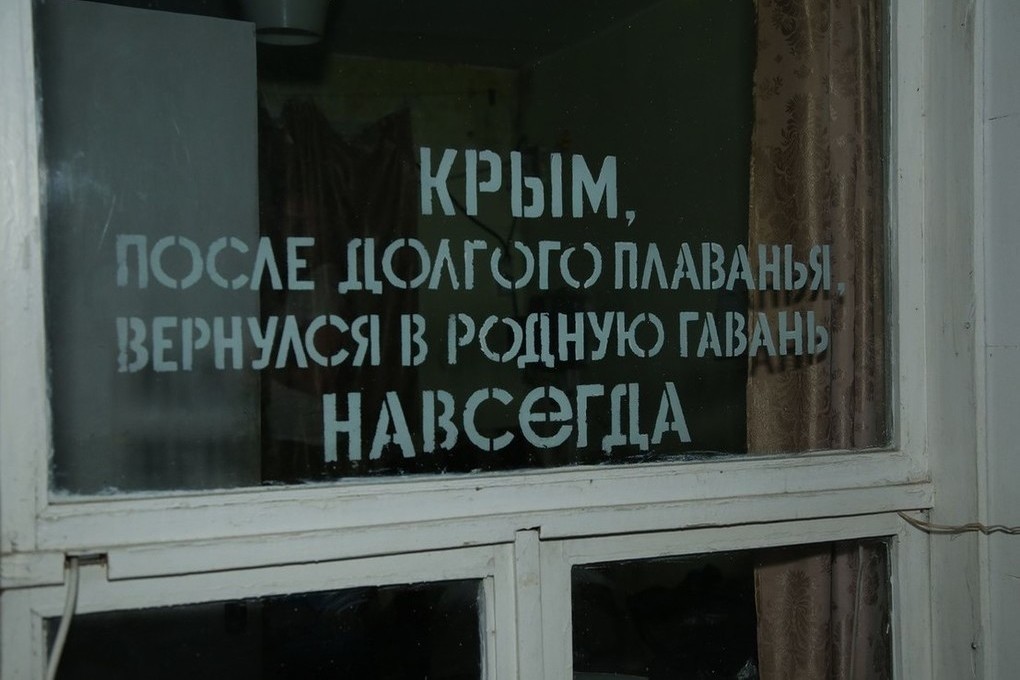 КРЫМ,
ПОСЛЕ ДОЛГОГО ПЛАВАНЬЯ,
ВЕРНУЛСЯ В РОДНУЮ ГАВАНЬ
НАВСЕГДА